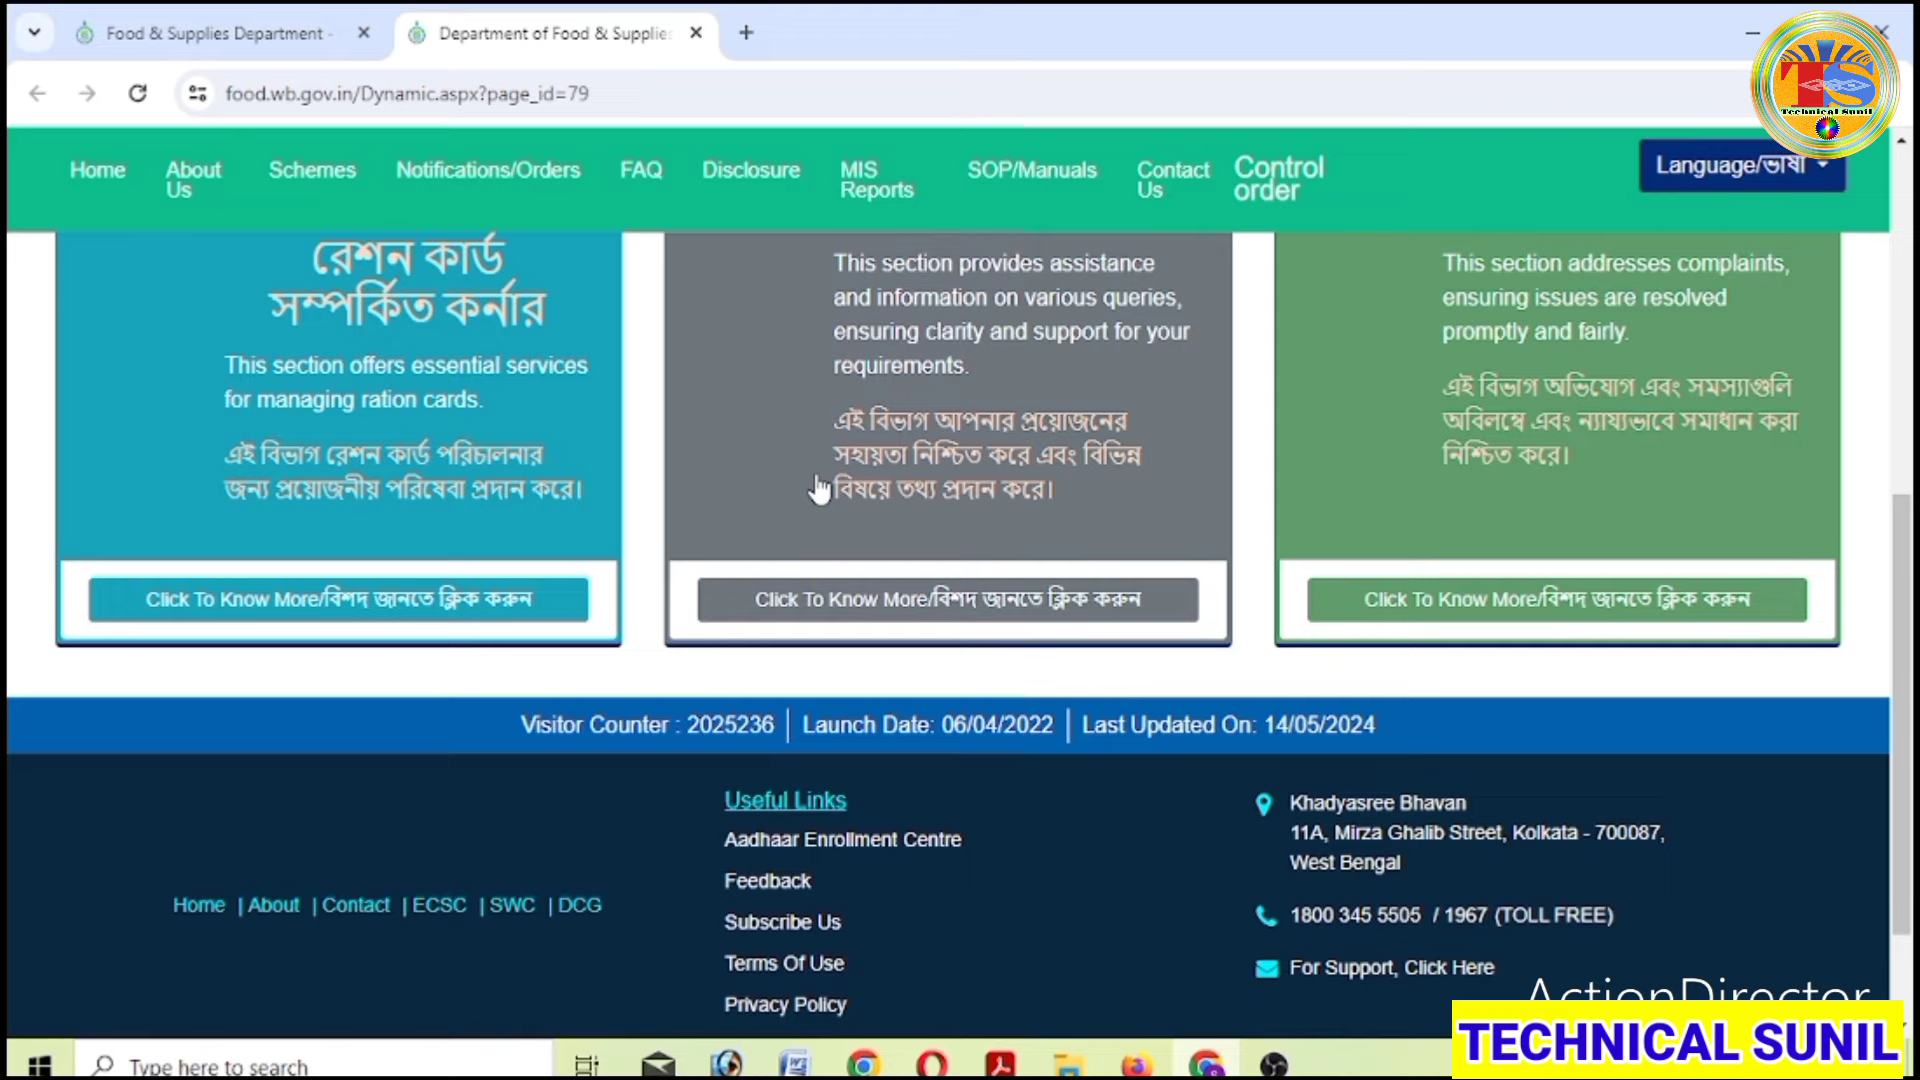 Food & Supplies Department -
Department of Food & Supplie
food.wb.gov.in/Dynamic.aspx?page_id=79
TS
Technical Sunil
Home
About Us
Schemes
Notifications/Orders
FAQ
Disclosure
MIS Reports
SOP/Manuals
Contact Us
Control order
Language/ভাষা
রেশন কার্ড
সম্পর্কিত কর্নার
This section offers essential services
for managing ration cards.
এই বিভাগ রেশন কার্ড পরিচালনার
জন্য প্রয়োজনীয় পরিষেবা প্রদান করে।
Click To Know More/বিশদ জানতে ক্লিক করুন
This section provides assistance
and information on various queries,
ensuring clarity and support for your
requirements.
এই বিভাগ আপনার প্রয়োজনের
সহায়তা নিশ্চিত করে এবং বিভিন্ন
বিষয়ে তথ্য প্রদান করে।
Click To Know More/বিশদ জানতে ক্লিক করুন
This section addresses complaints,
ensuring issues are resolved
promptly and fairly.
এই বিভাগ অভিযোগ এবং সমস্যাগুলি
অবিলম্বে এবং ন্যায্যভাবে সমাধান করা
নিশ্চিত করে।
Click To Know More/বিশদ জানতে ক্লিক করুন
Visitor Counter : 2025236 | Launch Date: 06/04/2022 | Last Updated On: 14/05/2024
Home | About | Contact | ECSC | SWC | DCG
Useful Links
Aadhaar Enrollment Centre
Feedback
Subscribe Us
Terms Of Use
Privacy Policy
Khadyasree Bhavan
11A, Mirza Ghalib Street, Kolkata - 700087,
West Bengal
1800 345 5505 / 1967 (TOLL FREE)
For Support, Click Here
ActionDirector
TECHNICAL SUNIL
Type here to search